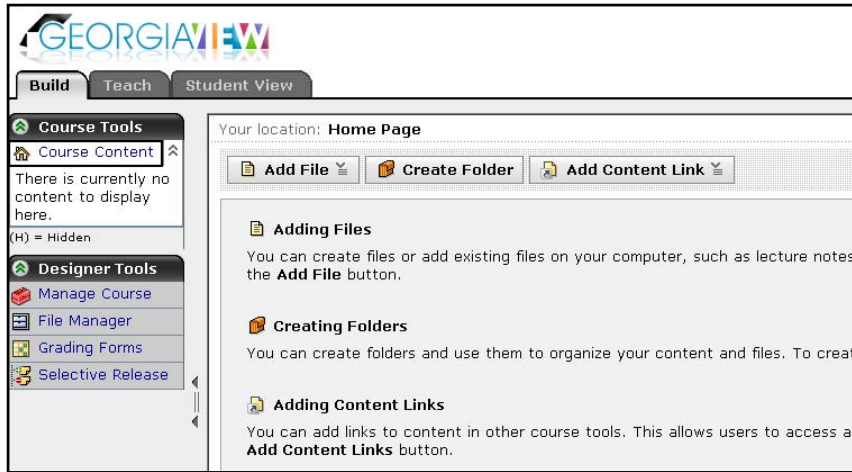 GEORGIAVIEW
Build
Teach
Student View
Course Tools
Course Content
There is currently no
content to display
here.
(H) = Hidden
Designer Tools
Manage Course
File Manager
Grading Forms
Selective Release
Your location: Home Page
Add File
Create Folder
Add Content Link
Adding Files
You can create files or add existing files on your computer, such as lecture notes
the Add File button.
Creating Folders
You can create folders and use them to organize your content and files. To creat
Adding Content Links
You can add links to content in other course tools. This allows users to access a
Add Content Links button.